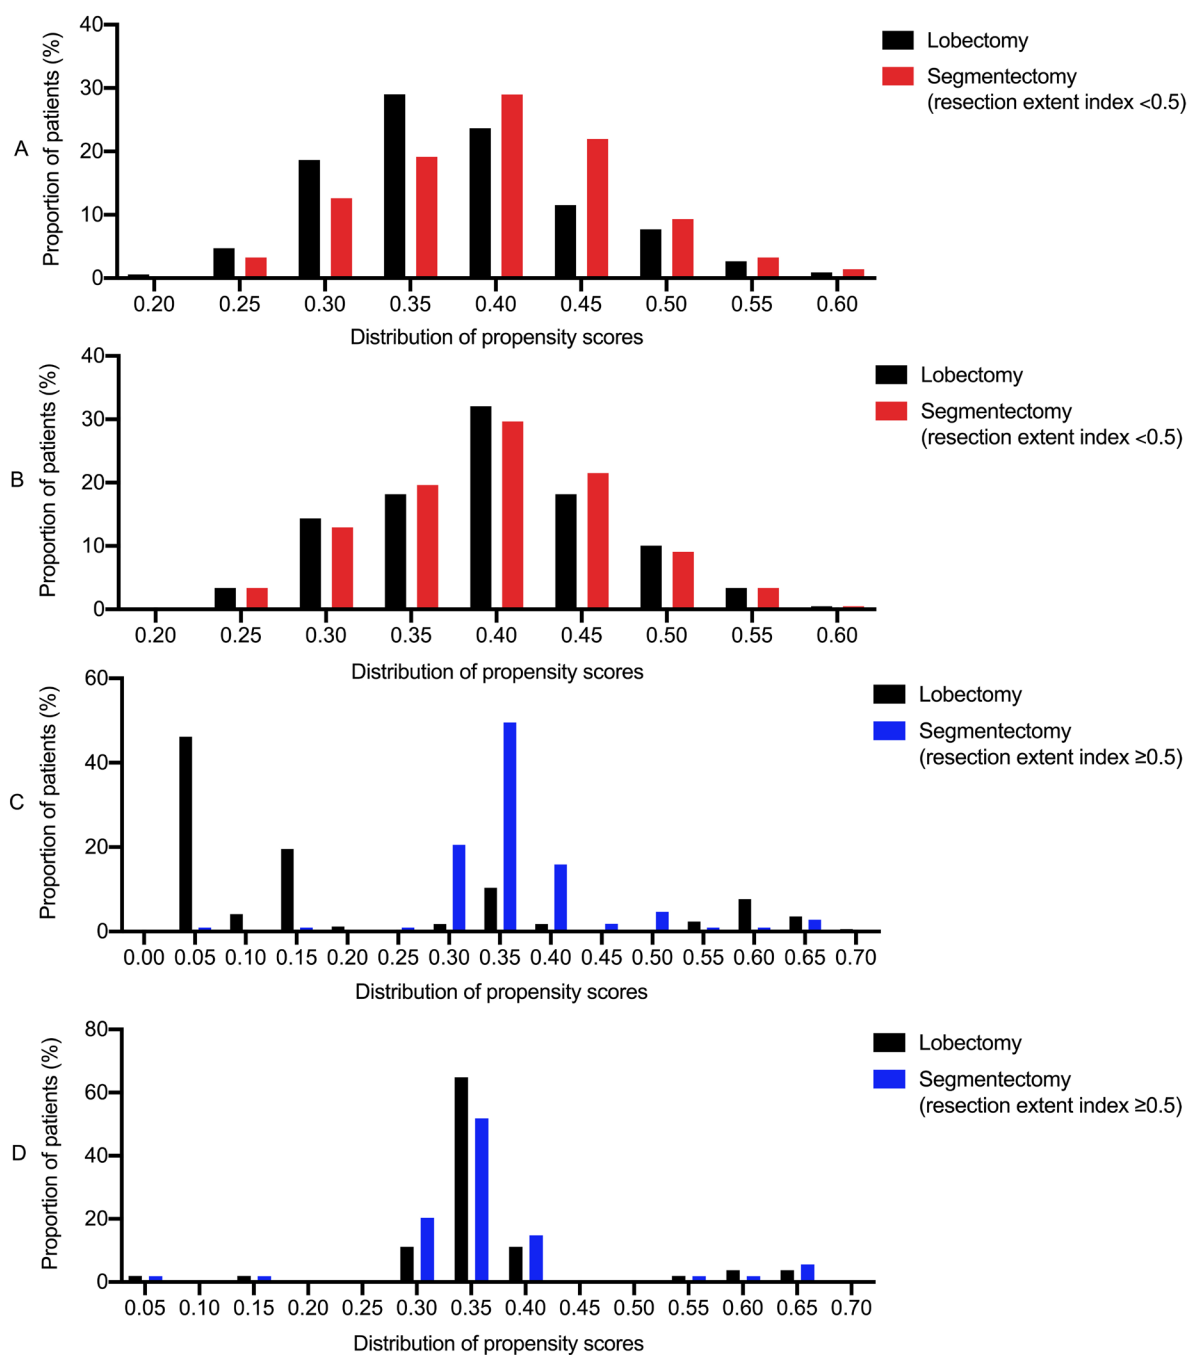 A
Proportion of patients (%)
40
30
20
10
0
0.20 0.25 0.30 0.35 0.40 0.45 0.50 0.55 0.60
Distribution of propensity scores
Lobectomy
Segmentectomy
(resection extent index <0.5)
B
Proportion of patients (%)
40
30
20
10
0
0.20 0.25 0.30 0.35 0.40 0.45 0.50 0.55 0.60
Distribution of propensity scores
Lobectomy
Segmentectomy
(resection extent index <0.5)
C
Proportion of patients (%)
60
40
20
0
0.00 0.05 0.10 0.15 0.20 0.25 0.30 0.35 0.40 0.45 0.50 0.55 0.60 0.65 0.70
Distribution of propensity scores
Lobectomy
Segmentectomy
(resection extent index ≥0.5)
D
Proportion of patients (%)
80
60
40
20
0
0.05 0.10 0.15 0.20 0.25 0.30 0.35 0.40 0.45 0.50 0.55 0.60 0.65 0.70
Distribution of propensity scores
Lobectomy
Segmentectomy
(resection extent index ≥0.5)